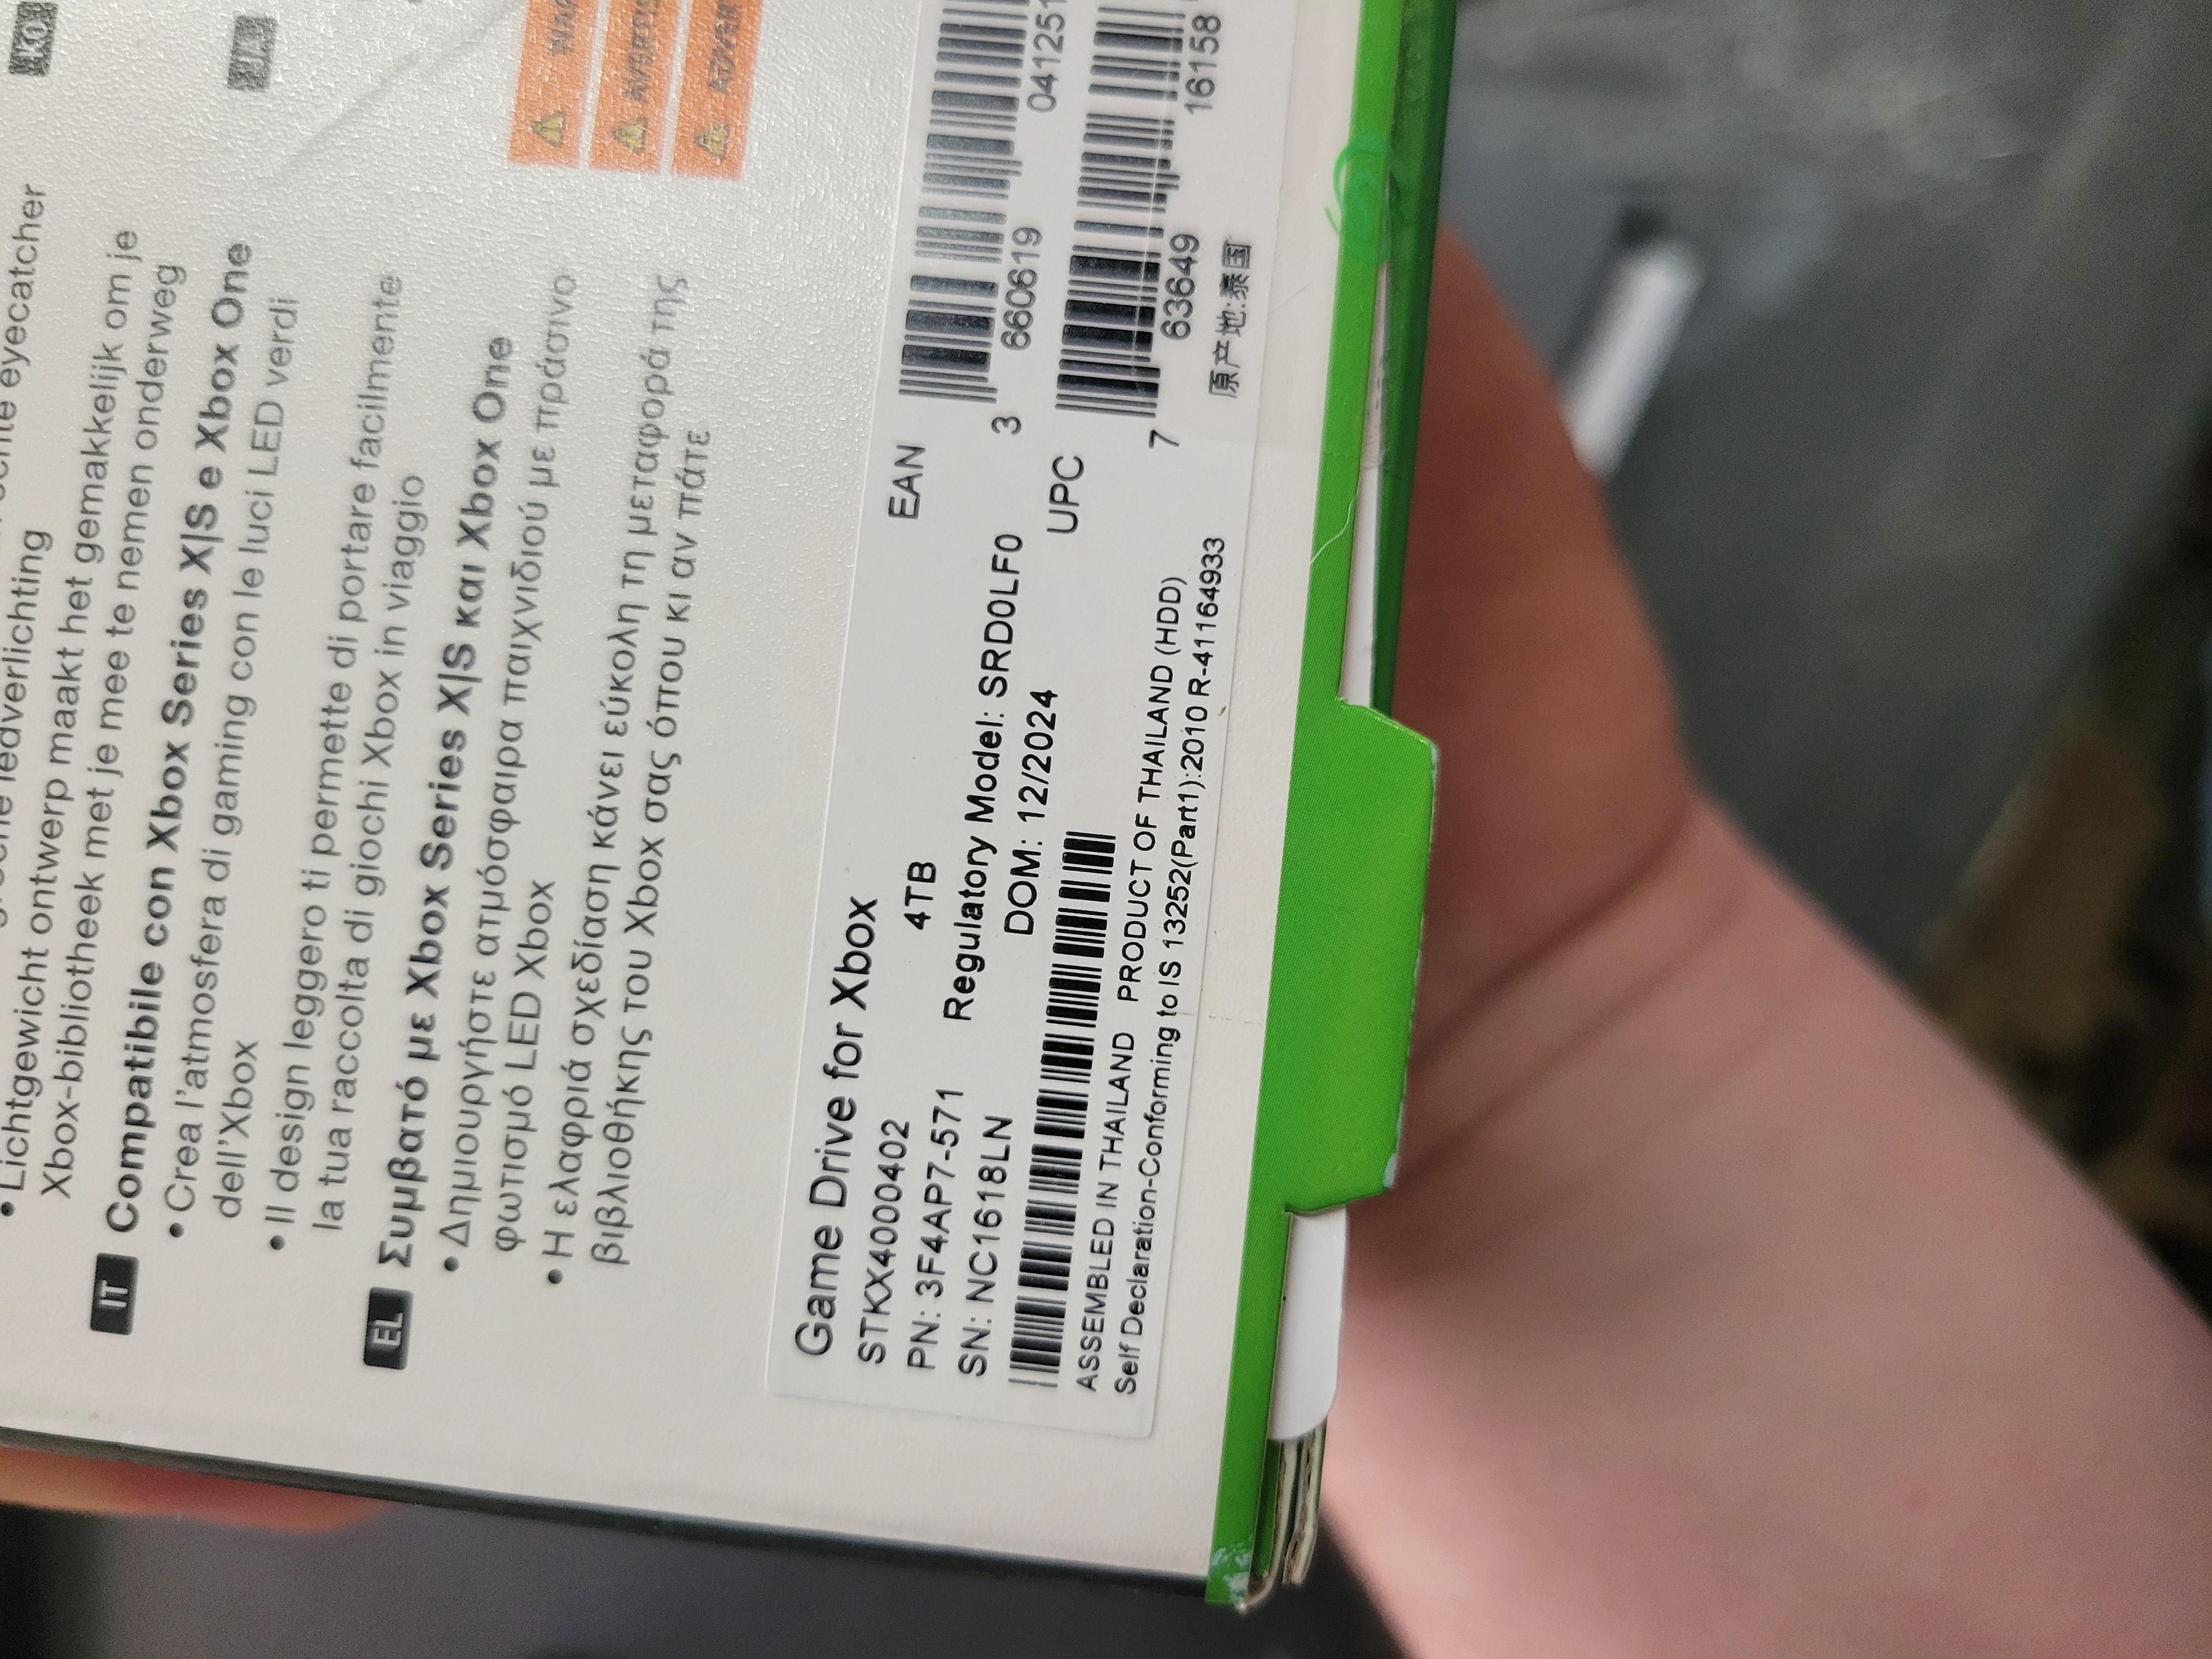 eyecatcher
ledverlichting
Lichtgewicht ontwerp maakt het gemakkelijk om je
Xbox-bibliotheek met je mee te nemen onderweg
IT Compatibile con Xbox Series X|S e Xbox One
• Crea l'atmosfera di gaming con le luci LED verdi
dell'Xbox
• Il design leggero ti permette di portare facilmente
la tua raccolta di giochi Xbox in viaggio
EL Συμβατό με Xbox Series X|S και Xbox One
• Δημιουργήστε ατμόσφαιρα παιχνιδιού με πράσινο
φωτισμό LED Xbox
• Η ελαφριά σχεδίαση κάνει εύκολη τη μεταφορά της
βιβλιοθήκης του Xbox σας όπου κι αν πάτε
Game Drive for Xbox
STKX4000402 4TB
PN: 3F4AP7-571 Regulatory Model: SRD0LF0
SN: NC1618LN DOM: 12/2024
ASSEMBLED IN THAILAND PRODUCT OF THAILAND (HDD)
Self Declaration-Conforming to IS 13252(Part1):2010 R-41164933
EAN
3 660619 041251
UPC
7 63649 16158
原产地:泰国